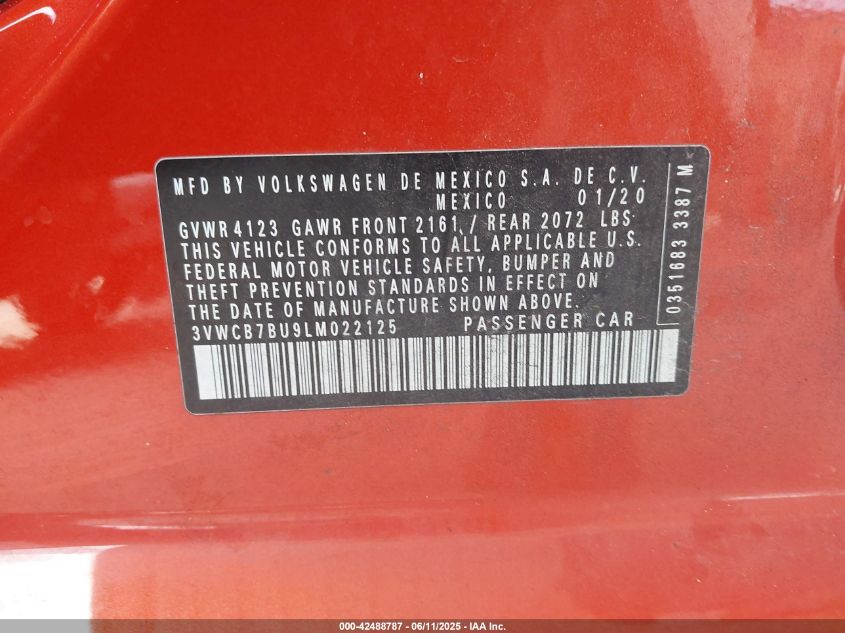 MFD BY VOLKSWAGEN DE MEXICO S.A. DE C.V.
MEXICO 01/20
GVWR 4123 GAWR FRONT 2161 / REAR 2072 LBS
THIS VEHICLE CONFORMS TO ALL APPLICABLE U.S.
FEDERAL MOTOR VEHICLE SAFETY, BUMPER AND
THEFT PREVENTION STANDARDS IN EFFECT ON
THE DATE OF MANUFACTURE SHOWN ABOVE.
3VWCB7BU9LM022125 PASSENGER CAR
0351683 3387 M
000-42488787 - 06/11/2025 - IAA Inc.